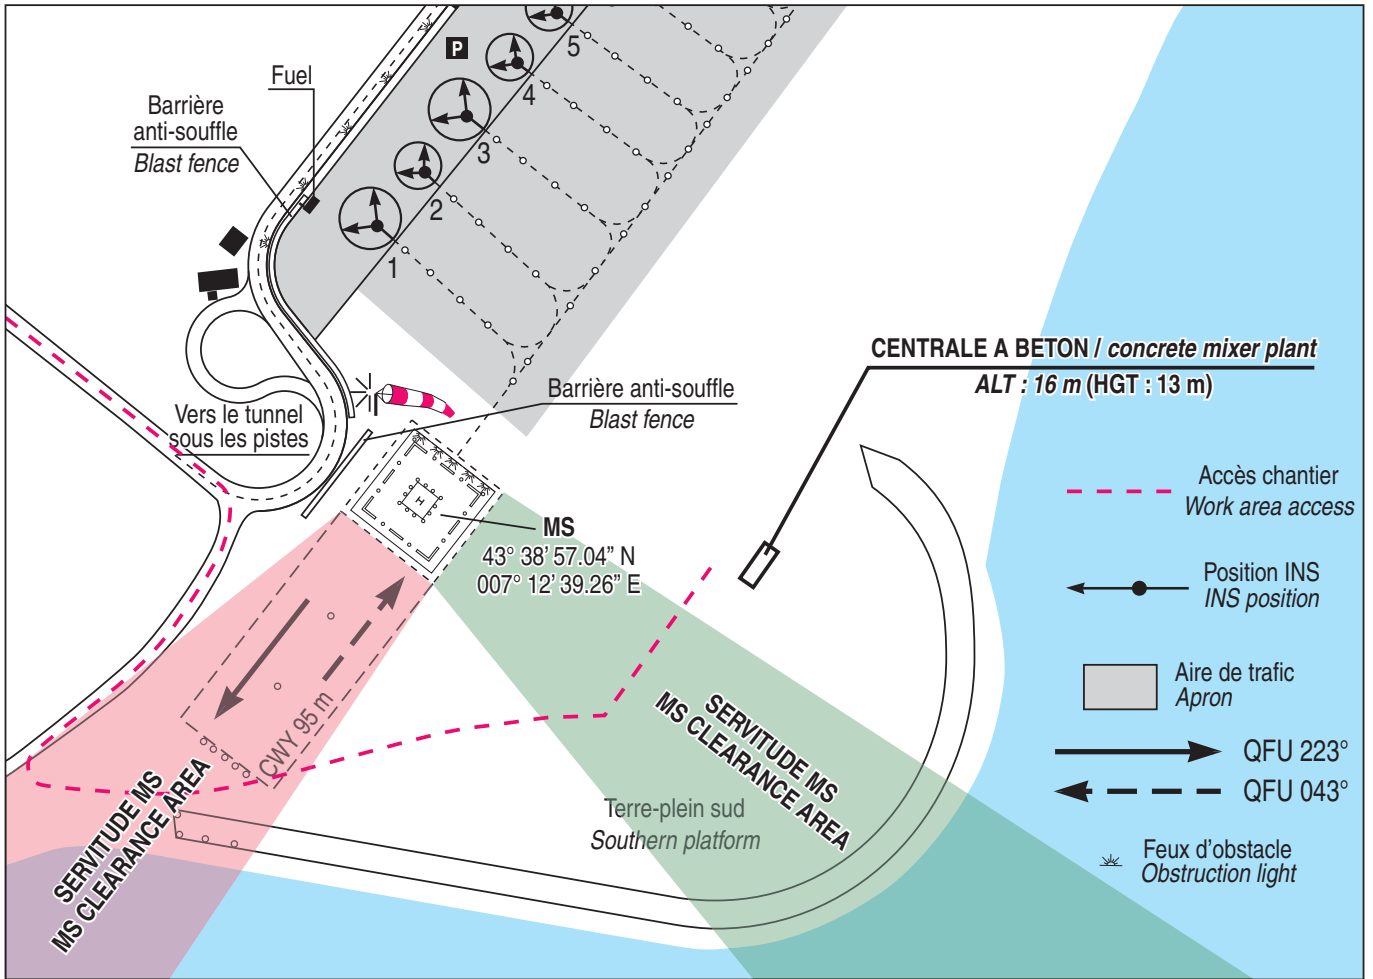 P
5
4
3
2
1
Fuel
Barrière
anti-souffle
Blast fence
CENTRALE A BETON / concrete mixer plant
ALT : 16 m (HGT : 13 m)
Barrière anti-souffle
Blast fence
Vers le tunnel
sous les pistes
H
MS
43° 38’ 57.04” N
007° 12’ 39.26” E
Accès chantier
Work area access
Position INS
INS position
Aire de trafic
Apron
QFU 223°
QFU 043°
Feux d’obstacle
Obstruction light
CWY 95 m
SERVITUDE MS
MS CLEARANCE AREA
SERVITUDE MS
MS CLEARANCE AREA
Terre-plein sud
Southern platform